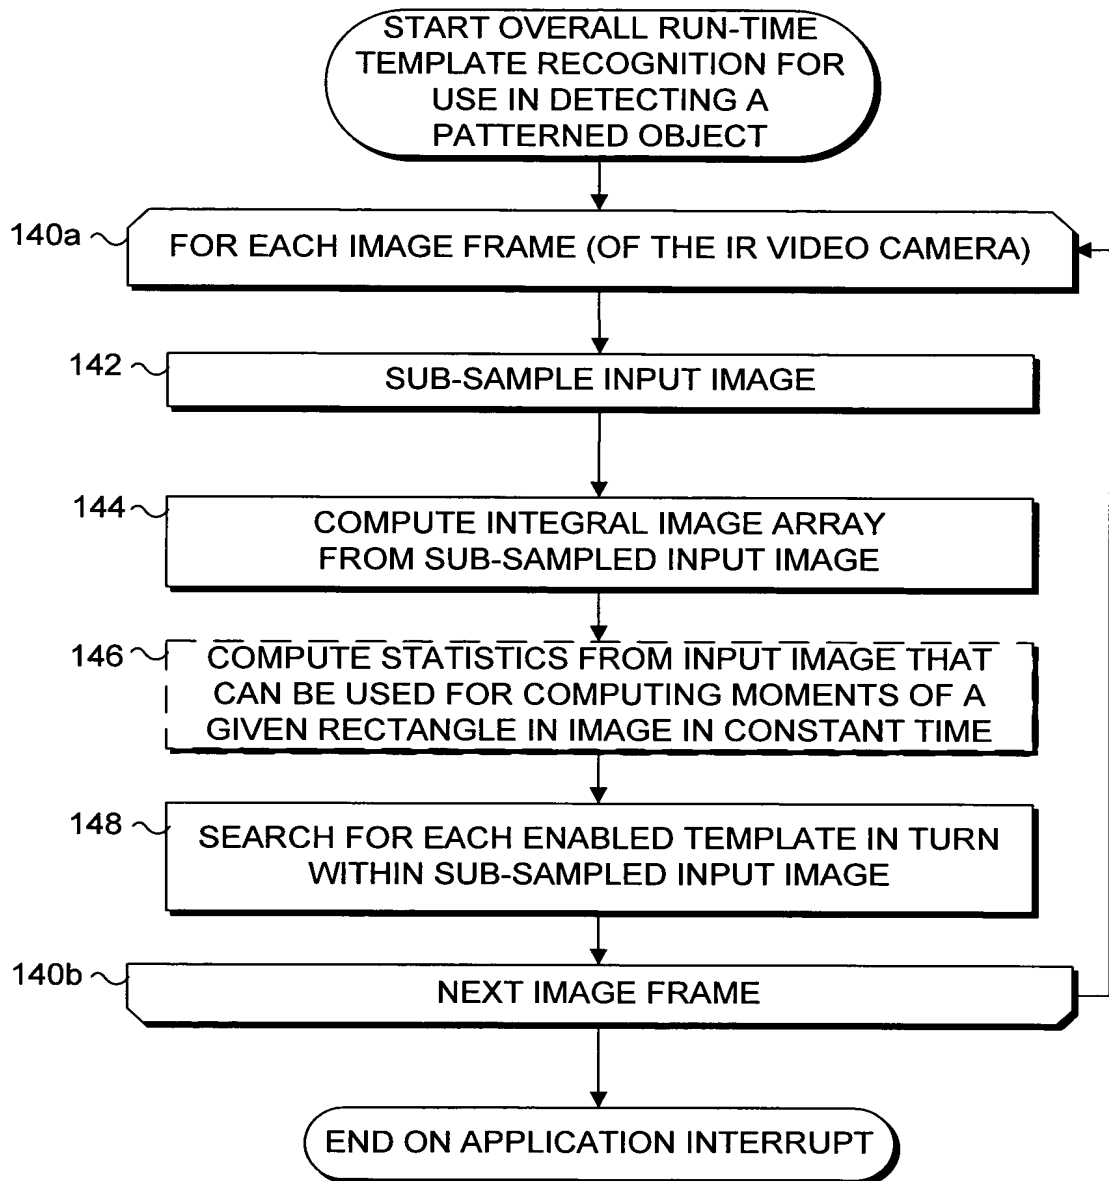 START OVERALL RUN-TIME
TEMPLATE RECOGNITION FOR
USE IN DETECTING A
PATTERNED OBJECT
140a
FOR EACH IMAGE FRAME (OF THE IR VIDEO CAMERA)
142
SUB-SAMPLE INPUT IMAGE
144
COMPUTE INTEGRAL IMAGE ARRAY
FROM SUB-SAMPLED INPUT IMAGE
146
COMPUTE STATISTICS FROM INPUT IMAGE THAT
CAN BE USED FOR COMPUTING MOMENTS OF A
GIVEN RECTANGLE IN IMAGE IN CONSTANT TIME
148
SEARCH FOR EACH ENABLED TEMPLATE IN TURN
WITHIN SUB-SAMPLED INPUT IMAGE
140b
NEXT IMAGE FRAME
END ON APPLICATION INTERRUPT